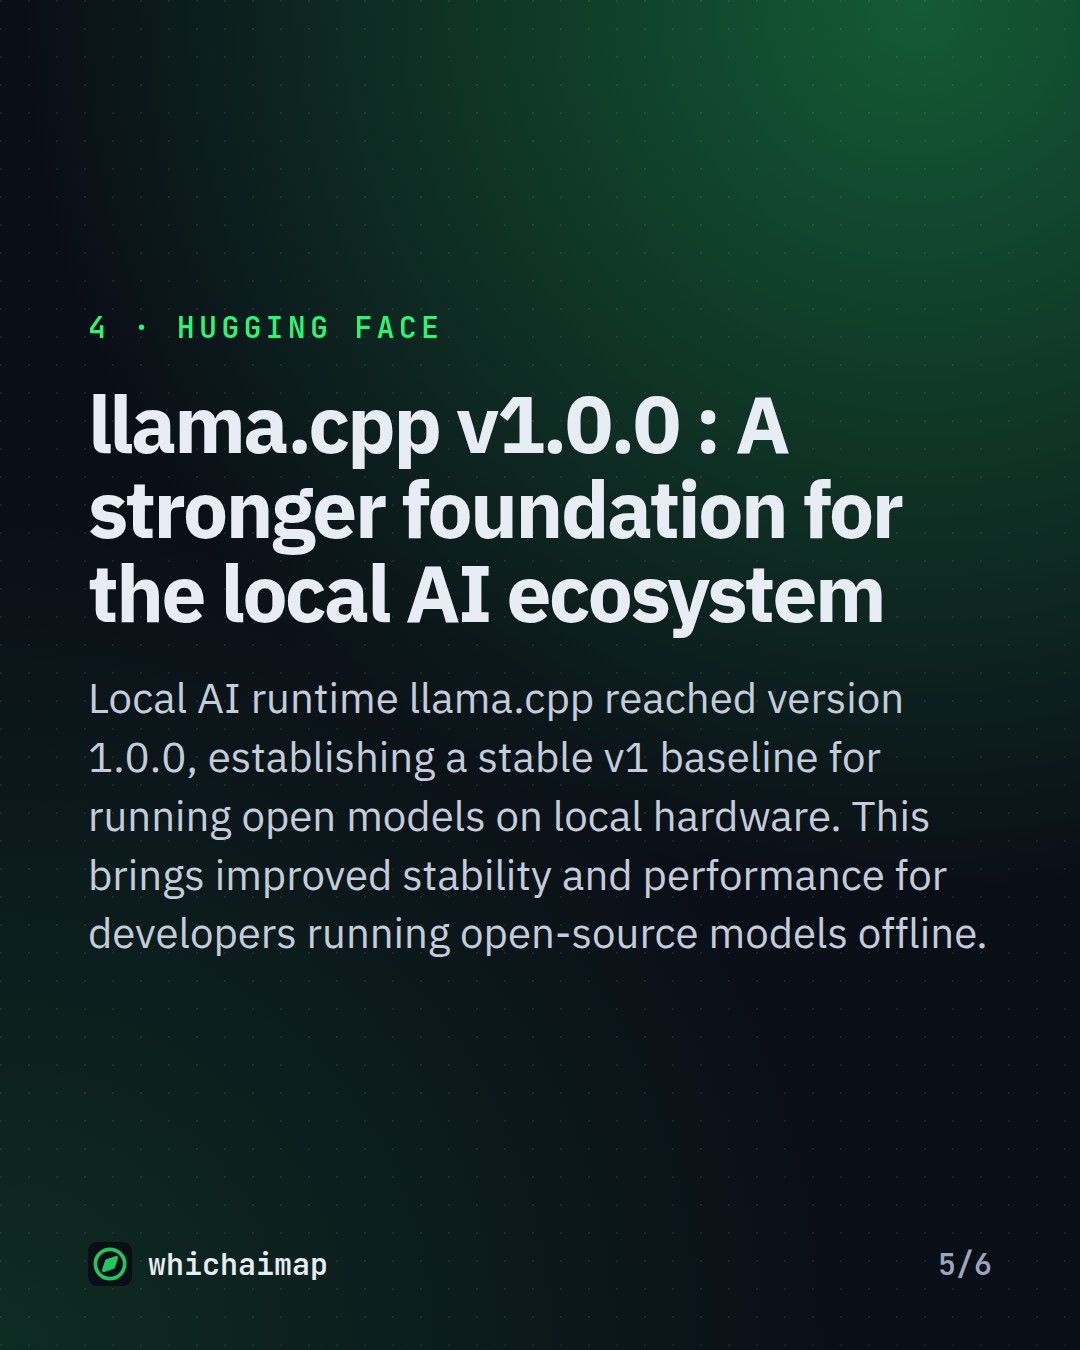 4 · HUGGING FACE
llama.cpp v1.0.0 : A
stronger foundation for
the local AI ecosystem
Local AI runtime llama.cpp reached version
1.0.0, establishing a stable v1 baseline for
running open models on local hardware. This
brings improved stability and performance for
developers running open-source models offline.
whichaimap
5/6